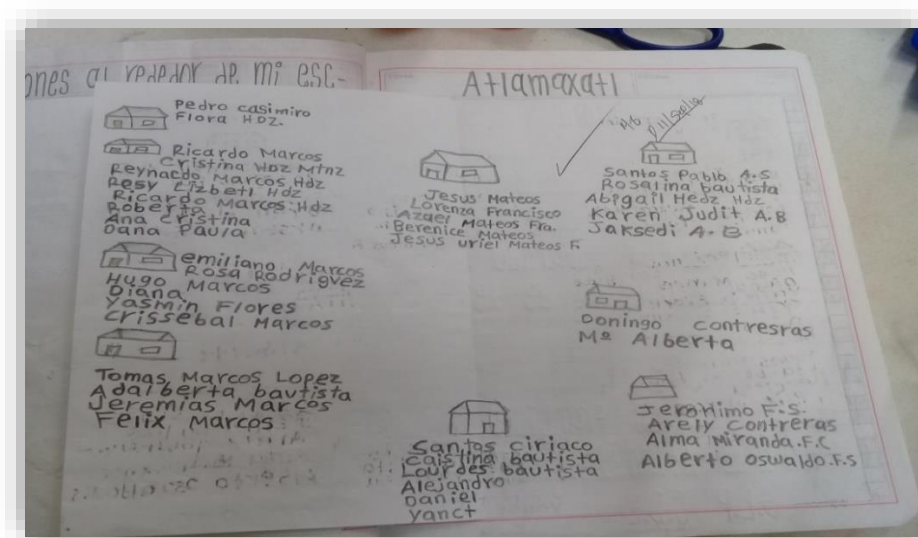 ones al rededor de mi esc-
Pedro casimiro
Flora HDZ.
Ricardo Marcos
Cristina HDZ Mtnz
Reynaldo Marcos Hdz
Resy Lizbeti Hdz
Ricardo Marcos Hdz
Roberto
Ana Cristina
Dana Paula
emiliano Marcos
Rosa Rodriguez
Hugo Marcos
Diana
Yasmin Flores
Crissebal Marcos
Tomas Marcos Lopez
Adalberta bautista
Jeremias Marcos
Felix Marcos
Atlamaxatl
Jesus Mateos
Lorenza Francisco
Azael Mateos Fra.
Berenice Mateos
Jesus uriel Mateos F.
Santos Pablo A.S
Rosalina bautista
Abigail Hedz Hdz
Karen Judit A.B
Jaksedi A.B
Doningo contresras
Mª Alberta
Santos ciriaco
caistina bautista
Lourdes bautista
Alejandro
Daniel
Yanct
Jeronimo F.S.
Arely contreras
Alma Miranda.F.C
Alberto oswaldo.F.S